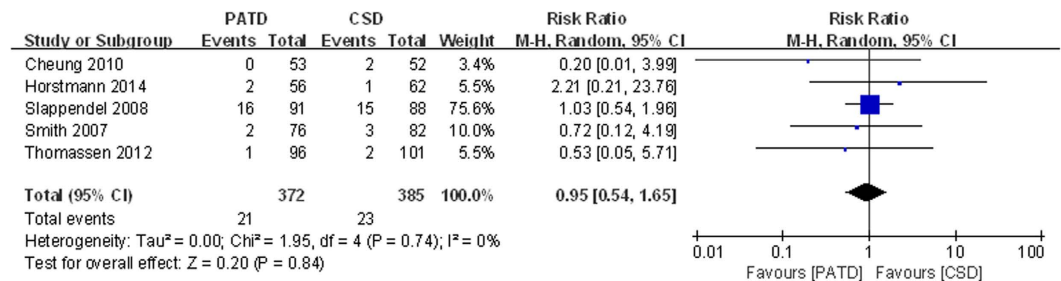 PATD CSD Risk Ratio Risk Ratio
Study or Subgroup Events Total Events Total Weight M-H, Random, 95% CI M-H, Random, 95% CI
Cheung 2010 0 53 2 52 3.4% 0.20 [0.01, 3.99]
Horstmann 2014 2 56 1 62 5.5% 2.21 [0.21, 23.76]
Slappendel 2008 16 91 15 88 75.6% 1.03 [0.54, 1.96]
Smith 2007 2 76 3 82 10.0% 0.72 [0.12, 4.19]
Thomassen 2012 1 96 2 101 5.5% 0.53 [0.05, 5.71]
Total (95% CI) 372 385 100.0% 0.95 [0.54, 1.65]
Total events 21 23
Heterogeneity: Tau² = 0.00; Chi² = 1.95, df = 4 (P = 0.74); I² = 0%
Test for overall effect: Z = 0.20 (P = 0.84)
0.01 0.1 1 10 100
Favours [PATD] Favours [CSD]